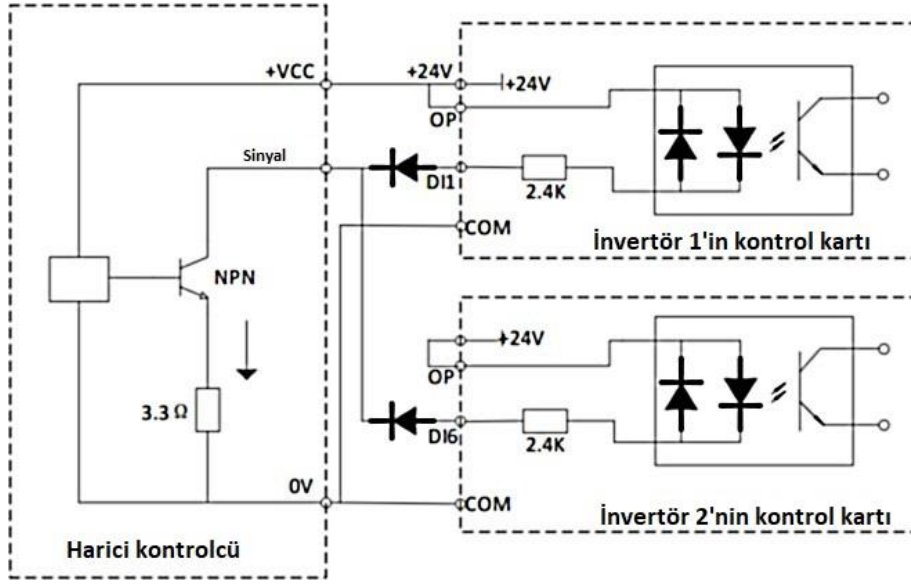 +VCC
+24V
+24V
OP
Sinyal
DI1
2.4K
COM
İnvertör 1'in kontrol kartı
NPN
+24V
OP
3.3 Ω
DI6
2.4K
0V
COM
İnvertör 2'nin kontrol kartı
Harici kontrolcü